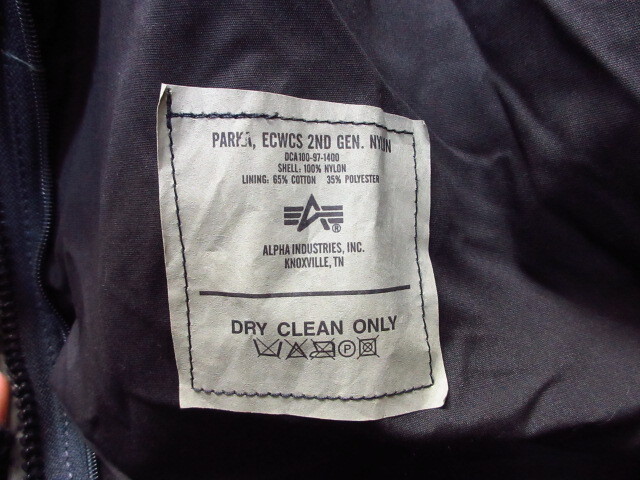 PARKA, ECWCS 2ND GEN. NYLON
DCA100-97-1400
SHELL: 100% NYLON
LINING: 65% COTTON 35% POLYESTER
A ®
ALPHA INDUSTRIES, INC.
KNOXVILLE, TN
DRY CLEAN ONLY
P